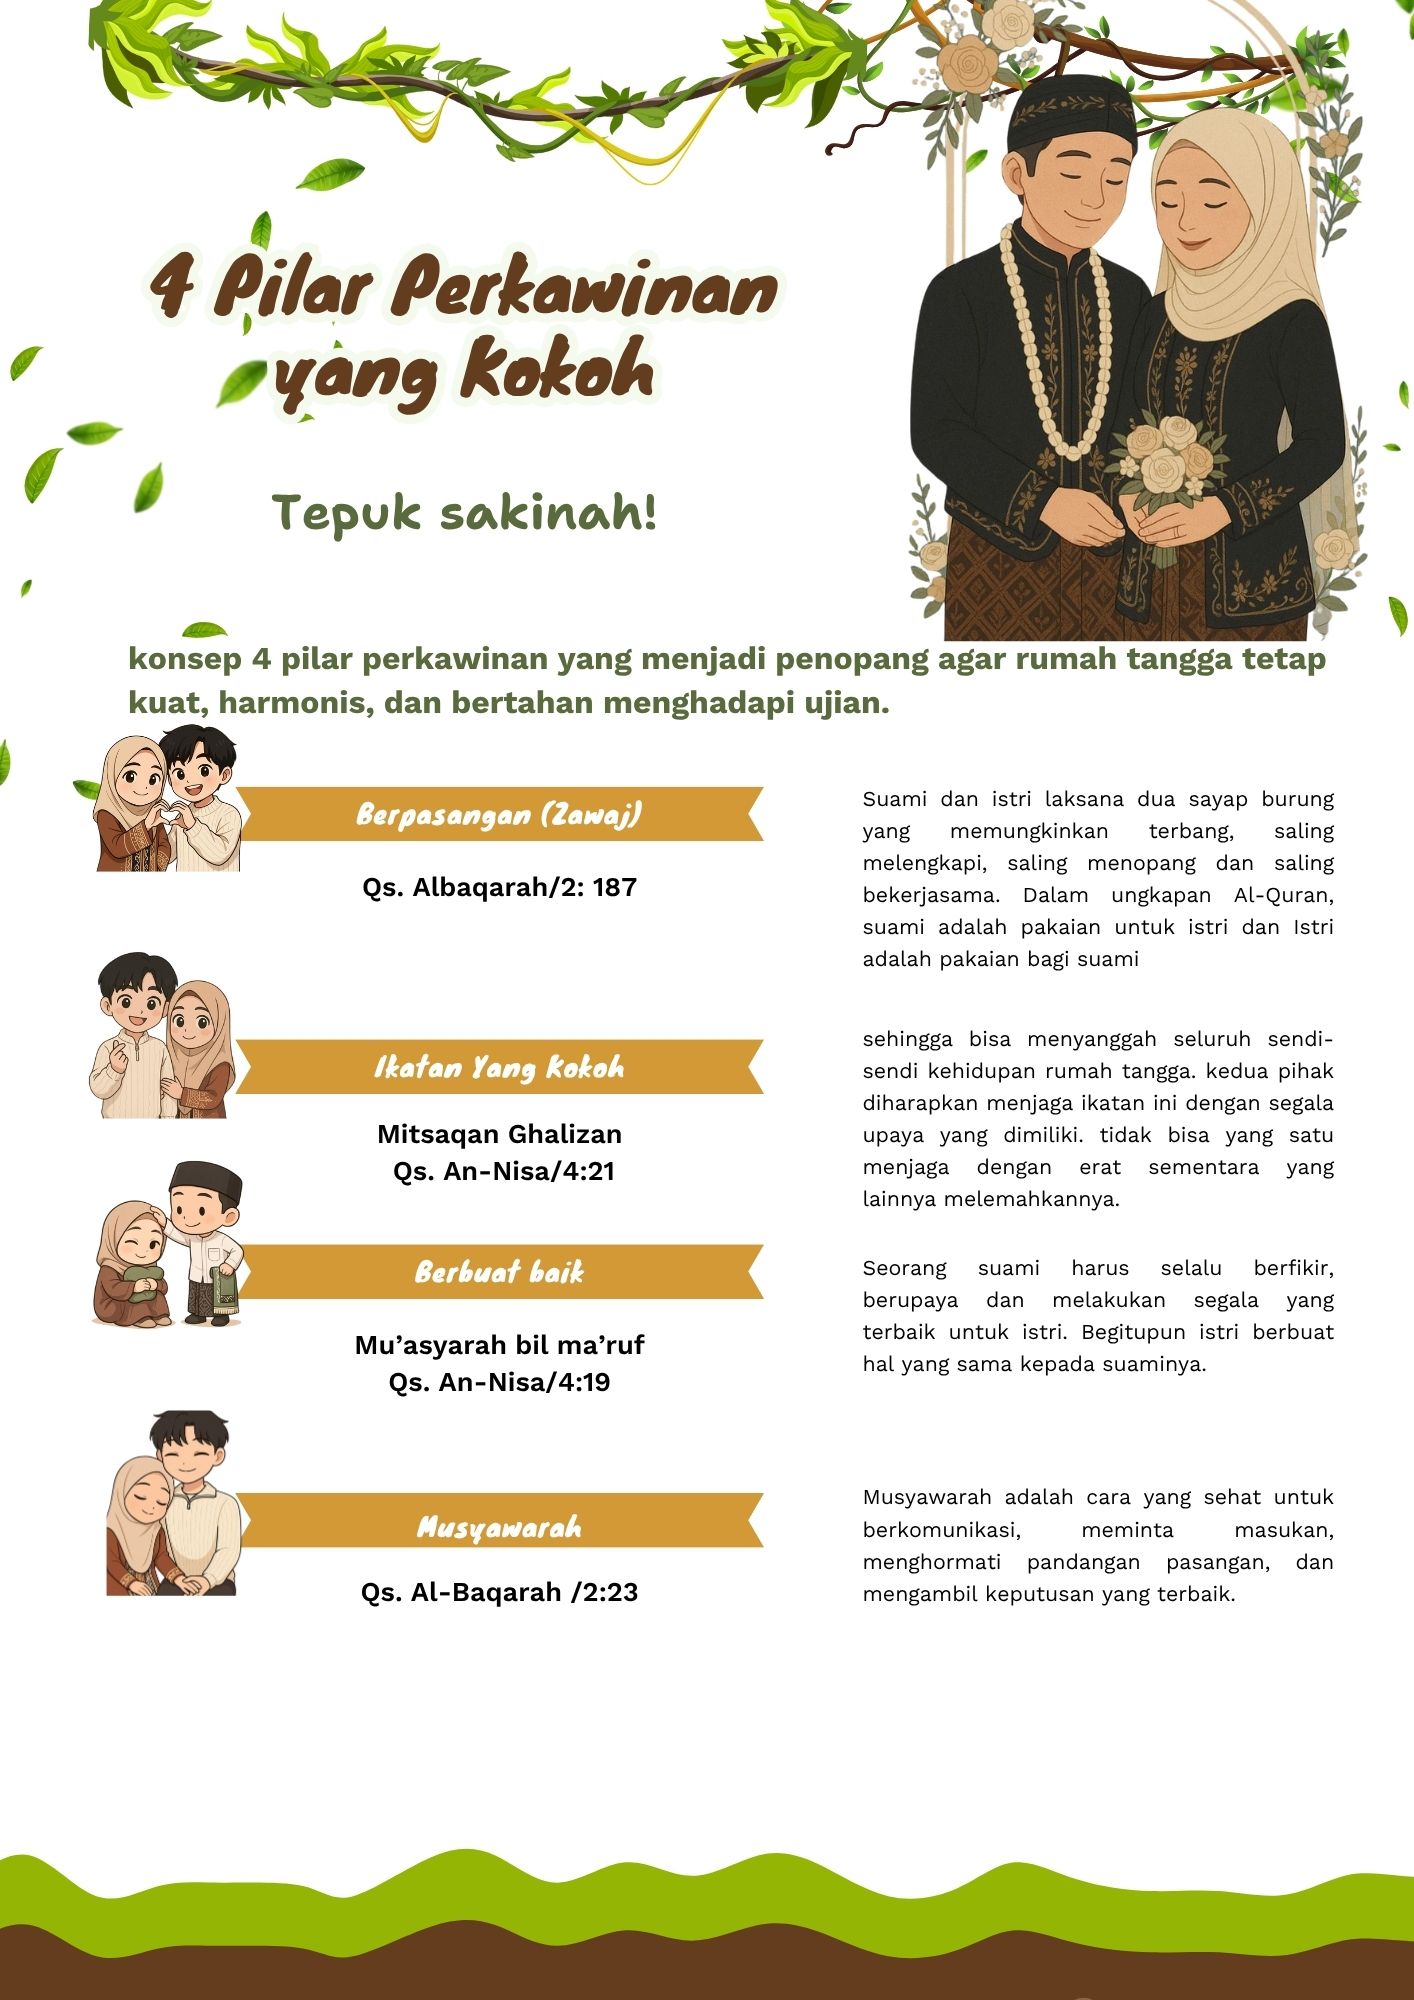 4 Pilar Perkawinan
yang Kokoh
Tepuk sakinah!
konsep 4 pilar perkawinan yang menjadi penopang agar rumah tangga tetap
kuat, harmonis, dan bertahan menghadapi ujian.
Berpasangan (Zawaj)
Qs. Albaqarah/2: 187
Suami dan istri laksana dua sayap burung
yang memungkinkan terbang, saling
melengkapi, saling menopang dan saling
bekerjasama. Dalam ungkapan Al-Quran,
suami adalah pakaian untuk istri dan Istri
adalah pakaian bagi suami
Ikatan Yang Kokoh
Mitsaqan Ghalizan
Qs. An-Nisa/4:21
sehingga bisa menyanggah seluruh sendi-
sendi kehidupan rumah tangga. kedua pihak
diharapkan menjaga ikatan ini dengan segala
upaya yang dimiliki. tidak bisa yang satu
menjaga dengan erat sementara yang
lainnya melemahkannya.
Berbuat baik
Mu’asyarah bil ma’ruf
Qs. An-Nisa/4:19
Seorang suami harus selalu berfikir,
berupaya dan melakukan segala yang
terbaik untuk istri. Begitupun istri berbuat
hal yang sama kepada suaminya.
Musyawarah
Qs. Al-Baqarah /2:23
Musyawarah adalah cara yang sehat untuk
berkomunikasi, meminta masukan,
menghormati pandangan pasangan, dan
mengambil keputusan yang terbaik.